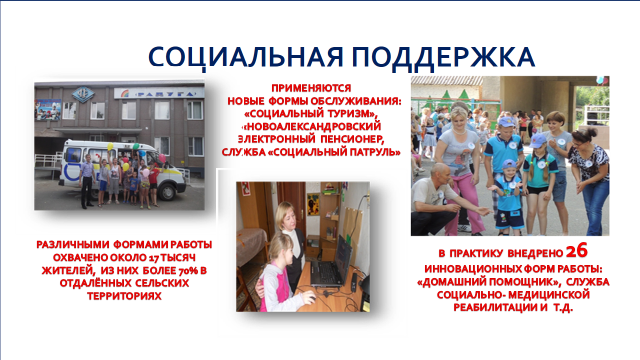 СОЦИАЛЬНАЯ ПОДДЕРЖКА
ПРИМЕНЯЮТСЯ
НОВЫЕ ФОРМЫ ОБСЛУЖИВАНИЯ:
«СОЦИАЛЬНЫЙ ТУРИЗМ»,
«НОВОАЛЕКСАНДРОВСКИЙ
ЭЛЕКТРОННЫЙ ПЕНСИОНЕР,
СЛУЖБА «СОЦИАЛЬНЫЙ ПАТРУЛЬ»
РАДУГА
РАЗЛИЧНЫМИ ФОРМАМИ РАБОТЫ
ОХВАЧЕНО ОКОЛО 17 ТЫСЯЧ
ЖИТЕЛЕЙ, ИЗ НИХ БОЛЕЕ 70% В
ОТДАЛЁННЫХ СЕЛЬСКИХ
ТЕРРИТОРИЯХ
В ПРАКТИКУ ВНЕДРЕНО 26
ИННОВАЦИОННЫХ ФОРМ РАБОТЫ:
«ДОМАШНИЙ ПОМОЩНИК», СЛУЖБА
СОЦИАЛЬНО- МЕДИЦИНСКОЙ
РЕАБИЛИТАЦИИ И Т.Д.